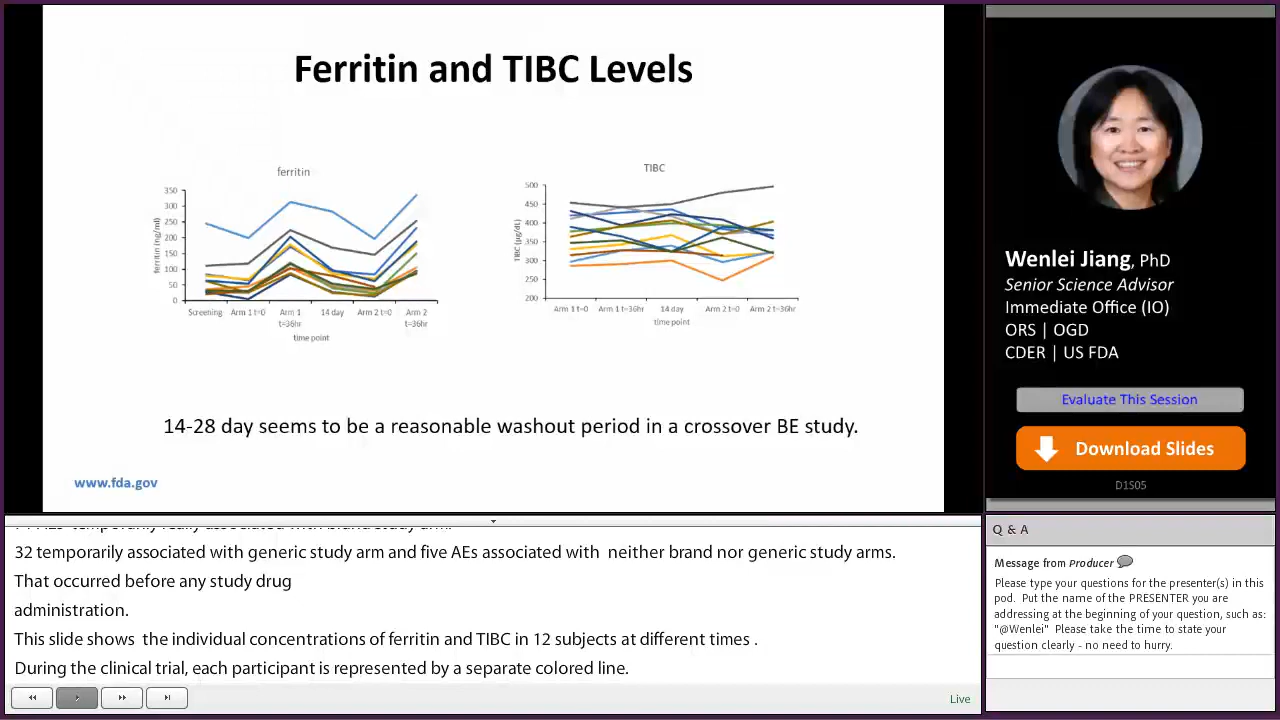 Ferritin and TIBC Levels
ferritin
350
300
250
200
150
100
50
0
ferritin (ng/ml)
Screening Arm 1 t=0 Arm 1 t=36hr 14 day Arm 2 t=0 Arm 2 t=36hr
time point
TIBC
500
450
400
350
300
250
200
TIBC (µg/dL)
Arm 1 t=0 Arm 1 t=36hr 14 day Arm 2 t=0 Arm 2 t=36hr
time point
14-28 day seems to be a reasonable washout period in a crossover BE study.
www.fda.gov
Wenlei Jiang, PhD
Senior Science Advisor
Immediate Office (IO)
ORS | OGD
CDER | US FDA
Evaluate This Session
Download Slides
D1S05
32 temporarily associated with generic study arm and five AEs associated with neither brand nor generic study arms.
That occurred before any study drug
administration.
This slide shows the individual concentrations of ferritin and TIBC in 12 subjects at different times .
During the clinical trial, each participant is represented by a separate colored line.
Live
Q & A
Message from Producer
Please type your questions for the presenter(s) in this
pod. Put the name of the PRESENTER you are
addressing at the beginning of your question, such as:
"@Wenlei" Please take the time to state your
question clearly - no need to hurry.